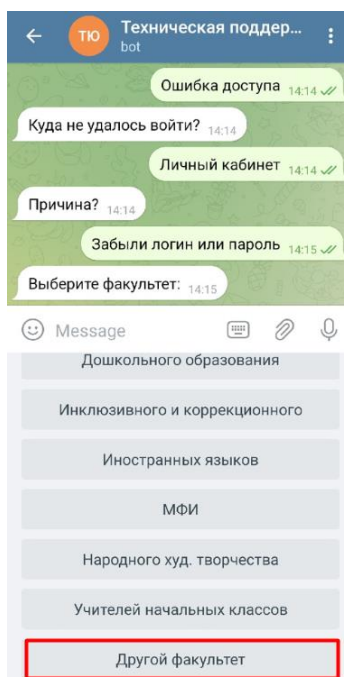 ТЮ
Техническая поддер...
bot
Ошибка доступа 14:14
Куда не удалось войти? 14:14
Личный кабинет 14:14
Причина? 14:14
Забыли логин или пароль 14:15
Выберите факультет: 14:15
Message
Дошкольного образования
Инклюзивного и коррекционного
Иностранных языков
МФИ
Народного худ. творчества
Учителей начальных классов
Другой факультет